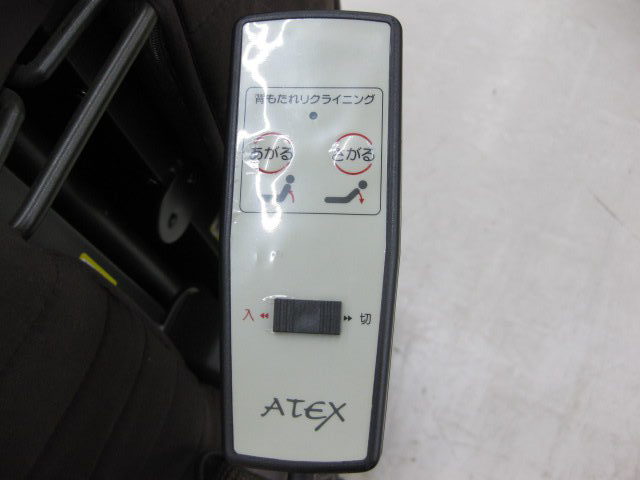 背もたれリクライニング
あがる さがる
入 ◂◂ ▸▸ 切
ATEX